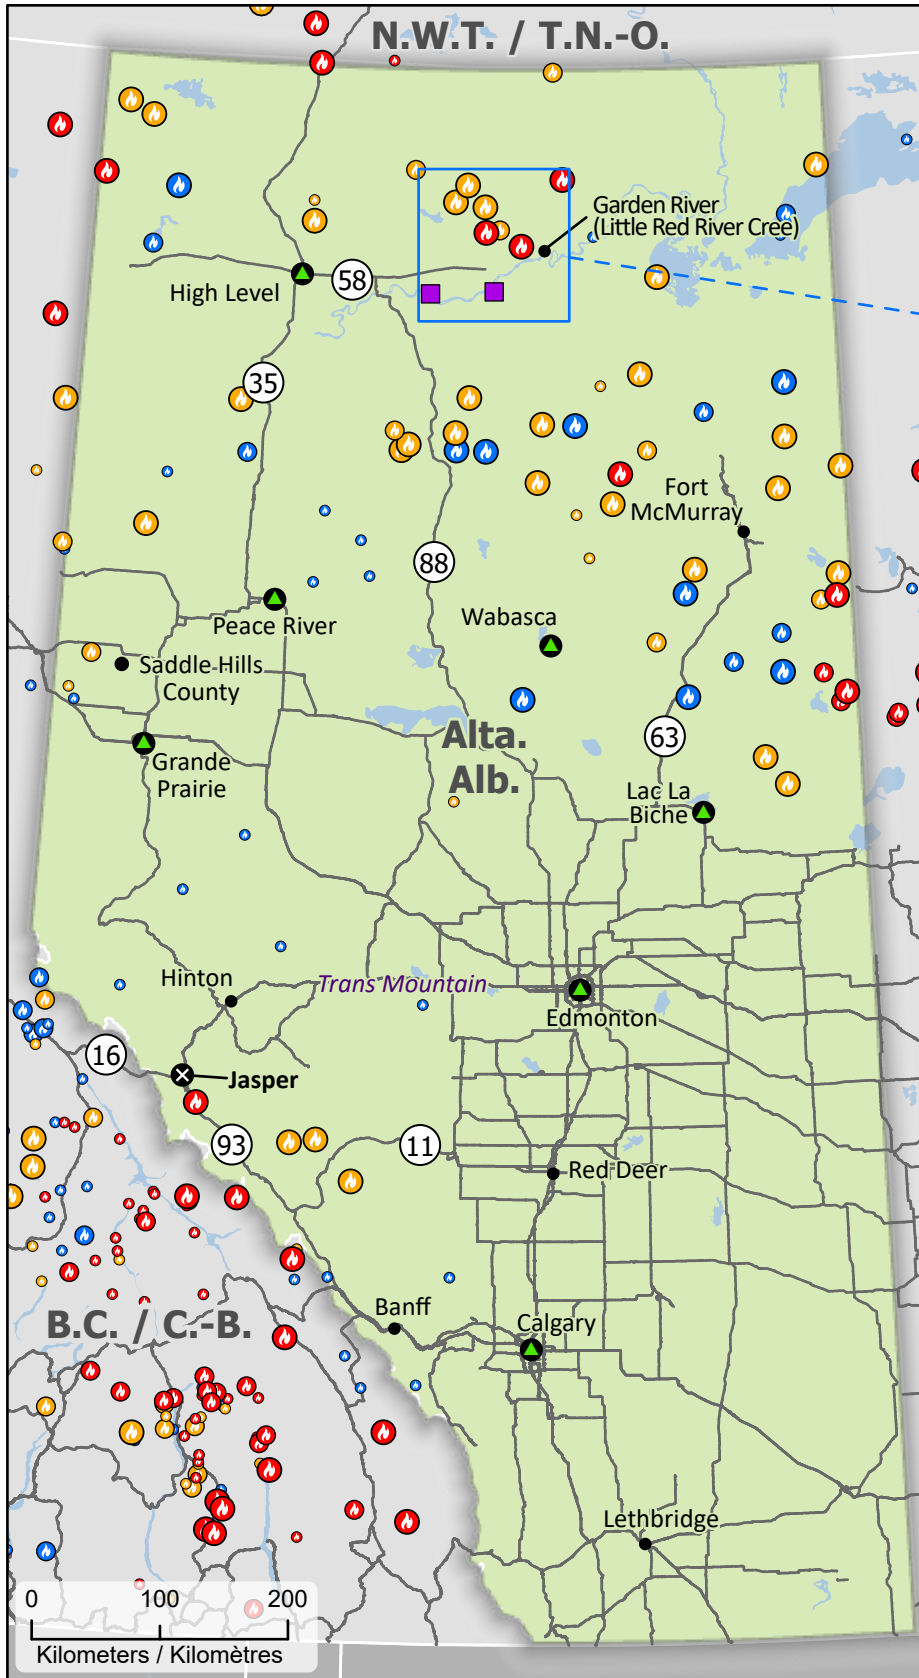 N.W.T. / T.N.-O.
Garden River
(Little Red River Cree)
High Level
58
35
Fort
McMurray
88
Wabasca
Peace River
Saddle Hills
County
Alta.
Alb.
63
Grande
Prairie
Lac La
Biche
Hinton
Trans Mountain
Edmonton
16
Jasper
93
11
Red Deer
B.C. / C.-B.
Banff
Calgary
Lethbridge
0 100 200
Kilometers / Kilomètres